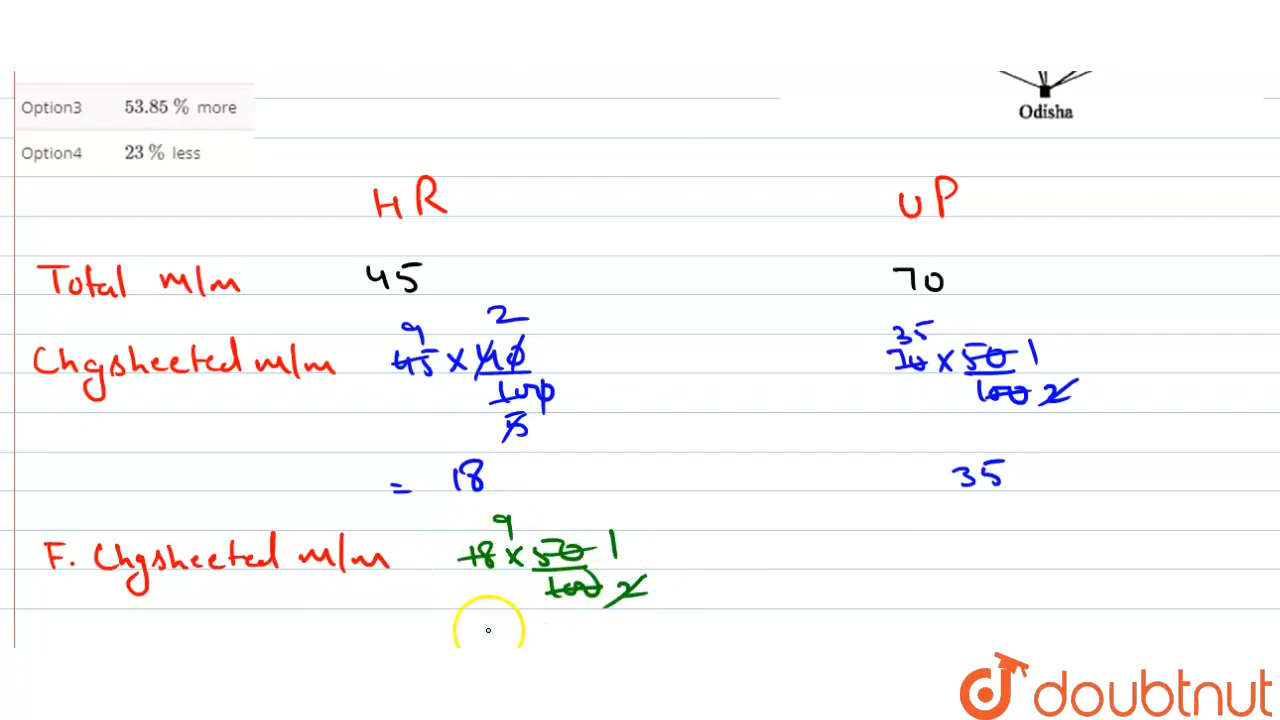 Option3 53.85 % more
Odisha
Option4 23 % less
HR UP
Total m/m 45 70
9 2 35
Chgsheeted m/m 45 × 40 70 × 50 1
100 100 2
5
= 18 35
9
F. Chgsheeted m/m 18 × 50 1
100 2
doubtnut